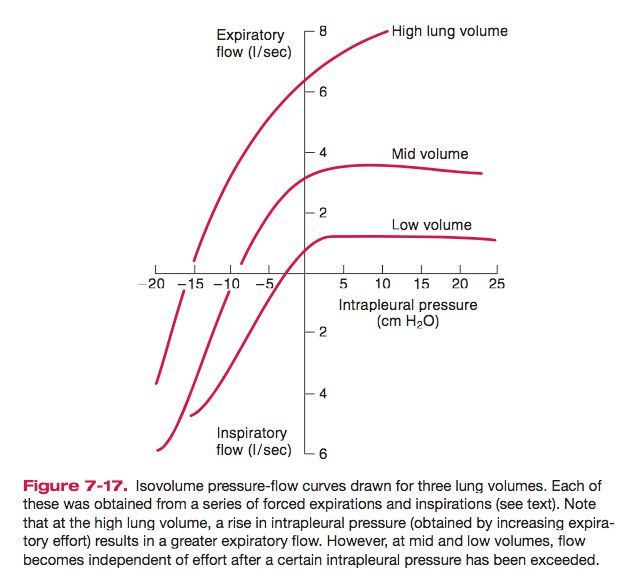 Expiratory
flow (l/sec)
8
High lung volume
6
4
Mid volume
2
Low volume
0
–20 –15 –10 –5 5 10 15 20 25
Intrapleural pressure
(cm H₂O)
2
4
Inspiratory
flow (l/sec)
6
Figure 7-17. Isovolume pressure-flow curves drawn for three lung volumes. Each of
these was obtained from a series of forced expirations and inspirations (see text). Note
that at the high lung volume, a rise in intrapleural pressure (obtained by increasing expira-
tory effort) results in a greater expiratory flow. However, at mid and low volumes, flow
becomes independent of effort after a certain intrapleural pressure has been exceeded.